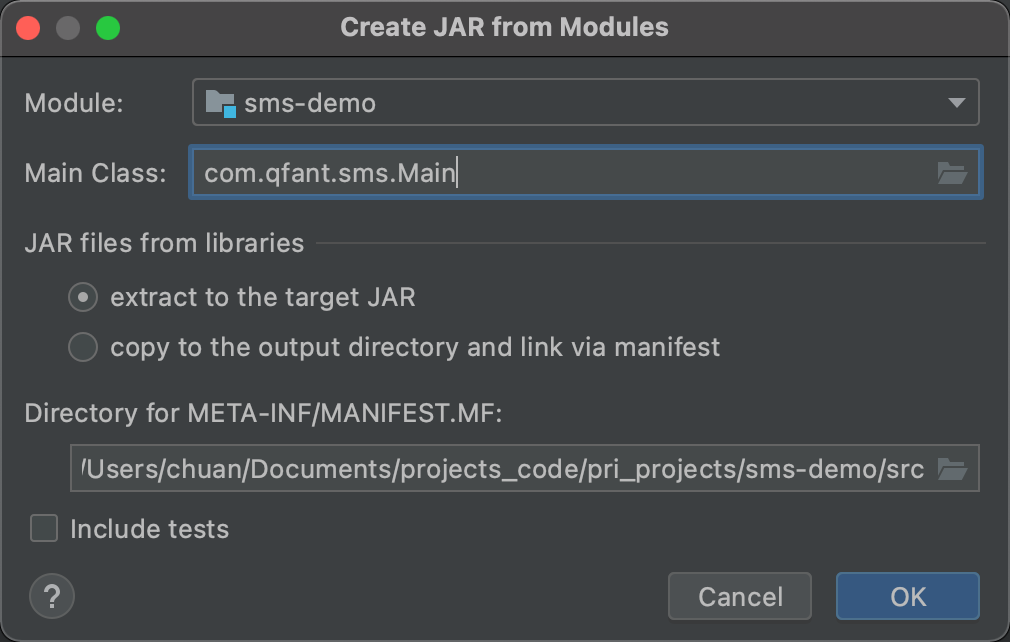 Create JAR from Modules
Module: sms-demo
Main Class: com.qfant.sms.Main
JAR files from libraries
extract to the target JAR
copy to the output directory and link via manifest
Directory for META-INF/MANIFEST.MF:
/Users/chuan/Documents/projects_code/pri_projects/sms-demo/src
Include tests
? Cancel OK